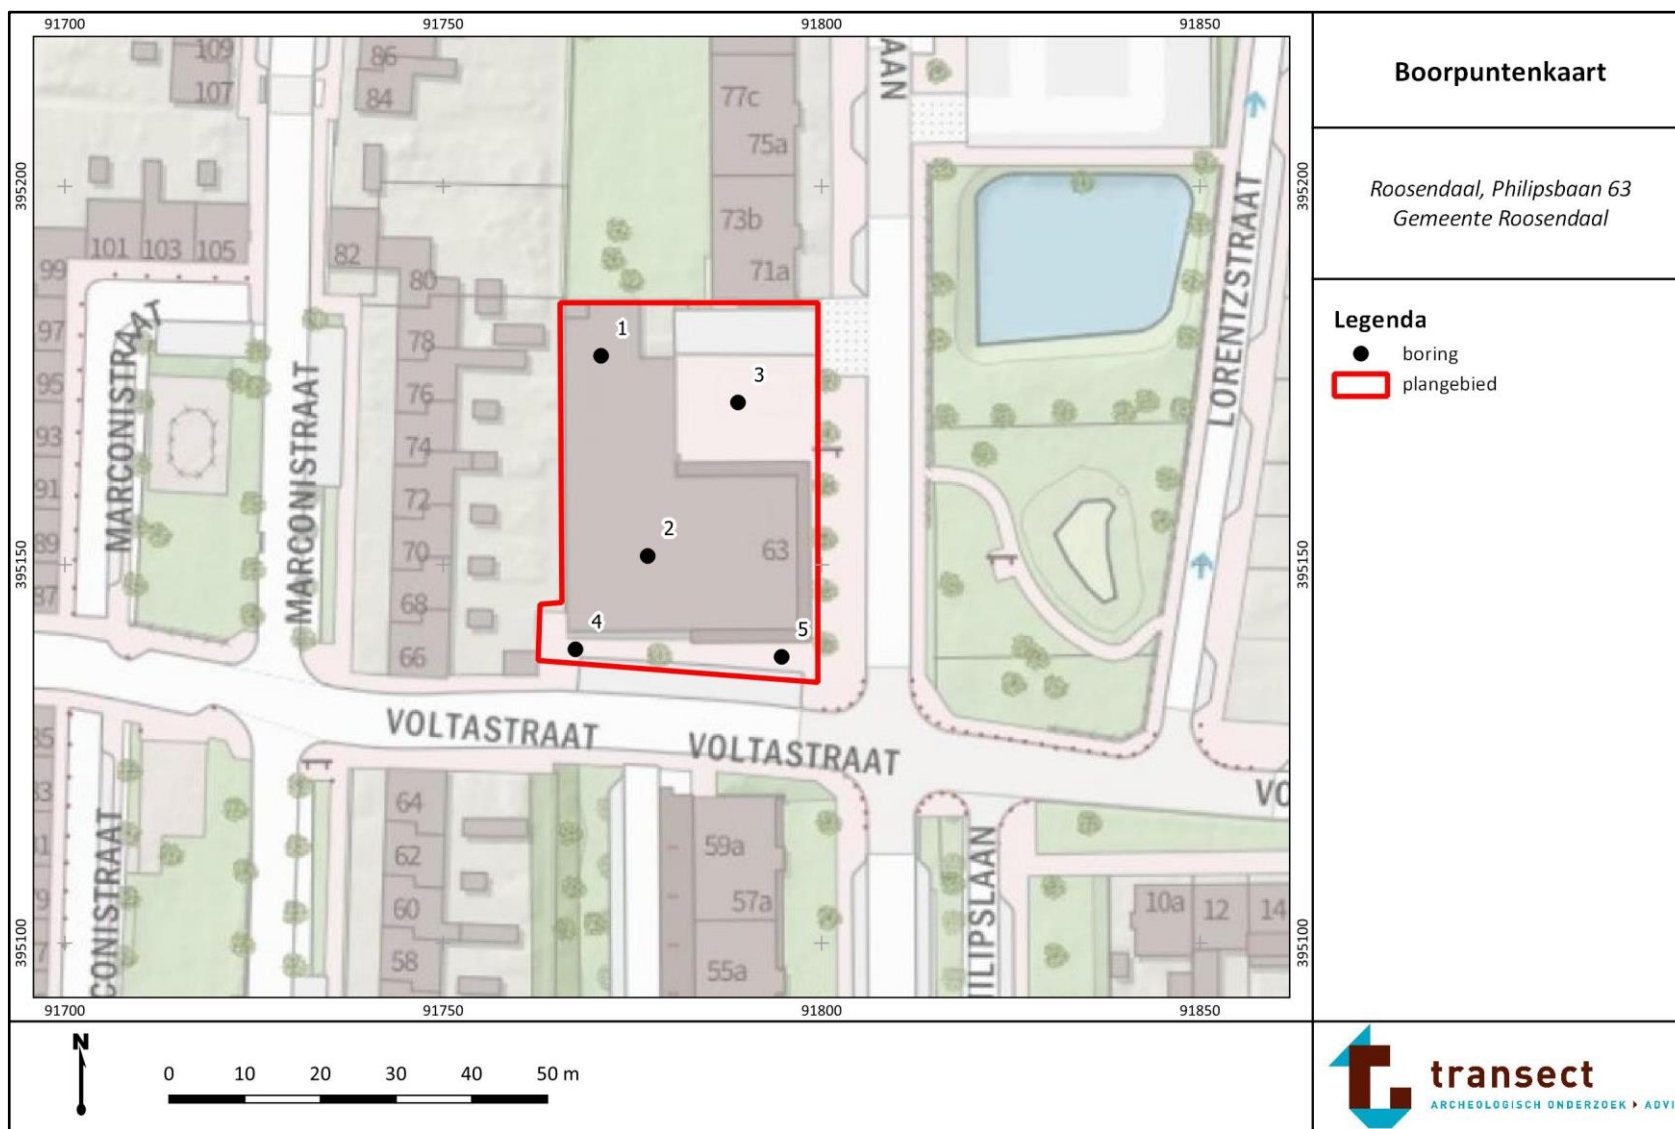 91700 91750 91800 91850
Boorpuntenkaart
Roosendaal, Philipsbaan 63
Gemeente Roosendaal
Legenda
boring
plangebied
395200
395150
395100
395200
395150
395100
109
107
86
84
77c
75a
AAN
101 103 105
99
82
80
73b
71a
97
95
93
91
89
87
78
76
74
72
70
68
66
1
3
2
63
4
5
MARCONISTRAAT
MARCONISTRAAT
LORENTZSTRAAT
VOLTASTRAAT
VOLTASTRAAT
VO
85
64
62
60
58
59a
57a
55a
10a 12 14
CONISTRAAT
HILIPSLAAN
91700 91750 91800 91850
N
0 10 20 30 40 50 m
transect
ARCHEOLOGISCH ONDERZOEK ▸ ADVI